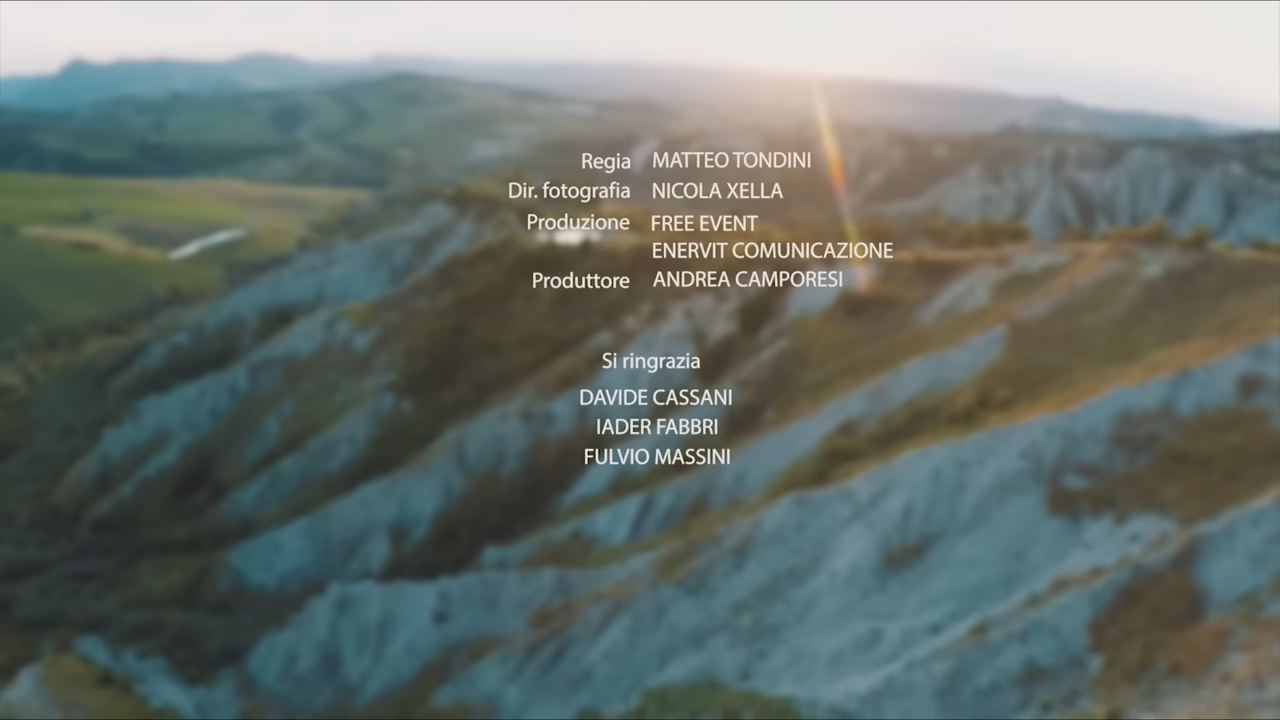 Regia MATTEO TONDINI
Dir. fotografia NICOLA XELLA
Produzione FREE EVENT
ENERVIT COMUNICAZIONE
Produttore ANDREA CAMPORESI
Si ringrazia
DAVIDE CASSANI
IADER FABBRI
FULVIO MASSINI